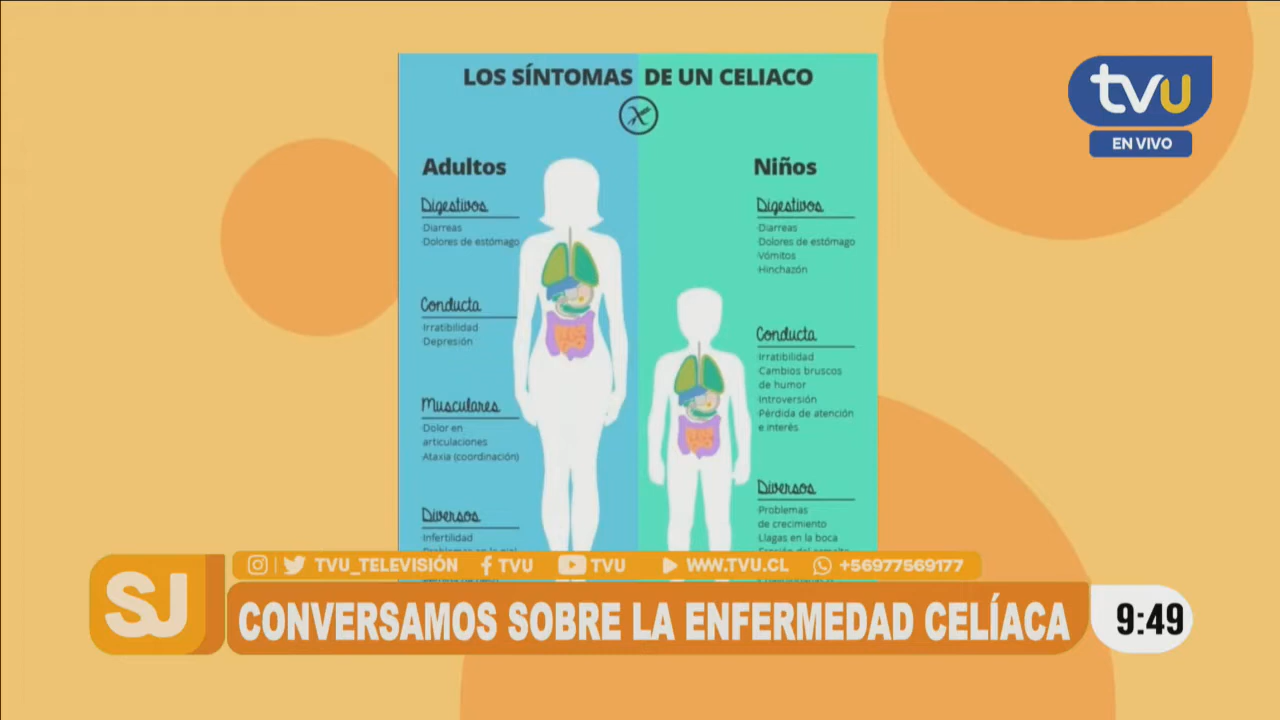 LOS SÍNTOMAS DE UN CELIACO
Adultos
Digestivos
·Diarreas
·Dolores de estómago
Conducta
·Irratibilidad
·Depresión
Musculares
·Dolor en
articulaciones
·Ataxia (coordinación)
Diversos
·Infertilidad
Niños
Digestivos
·Diarreas
·Dolores de estómago
·Vómitos
·Hinchazón
Conducta
·Irratibilidad
·Cambios bruscos
de humor
·Introversión
·Pérdida de atención
e interés
Diversos
·Problemas
de crecimiento
·Llagas en la boca
tvu
EN VIVO
TVU_TELEVISIÓN TVU TVU WWW.TVU.CL +56977569177
SJ
CONVERSAMOS SOBRE LA ENFERMEDAD CELÍACA
9:49